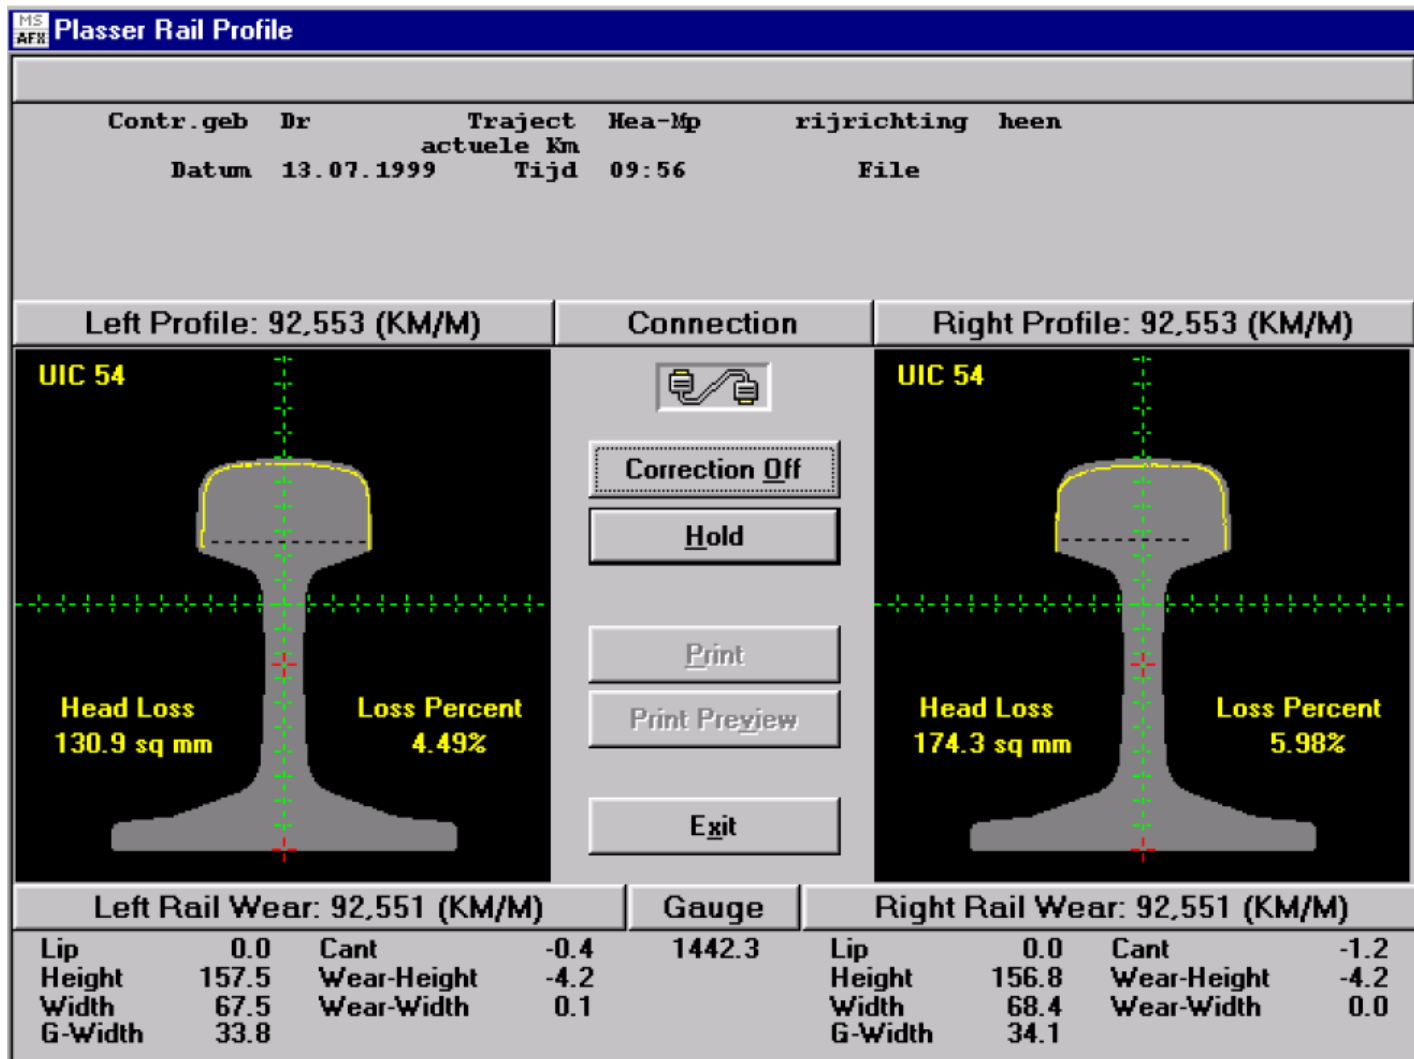 MS
AFX Plasser Rail Profile
Contr.geb Dr Traject Hea-Mp rijrichting heen
actuele Km
Datum 13.07.1999 Tijd 09:56 File
Left Profile: 92,553 (KM/M) Connection Right Profile: 92,553 (KM/M)
UIC 54 UIC 54
Correction Off
Hold
Print
Print Preview
Exit
Head Loss Loss Percent
130.9 sq mm 4.49%
Head Loss Loss Percent
174.3 sq mm 5.98%
Left Rail Wear: 92,551 (KM/M) Gauge Right Rail Wear: 92,551 (KM/M)
Lip 0.0 Cant -0.4 1442.3 Lip 0.0 Cant -1.2
Height 157.5 Wear-Height -4.2 Height 156.8 Wear-Height -4.2
Width 67.5 Wear-Width 0.1 Width 68.4 Wear-Width 0.0
G-Width 33.8 G-Width 34.1